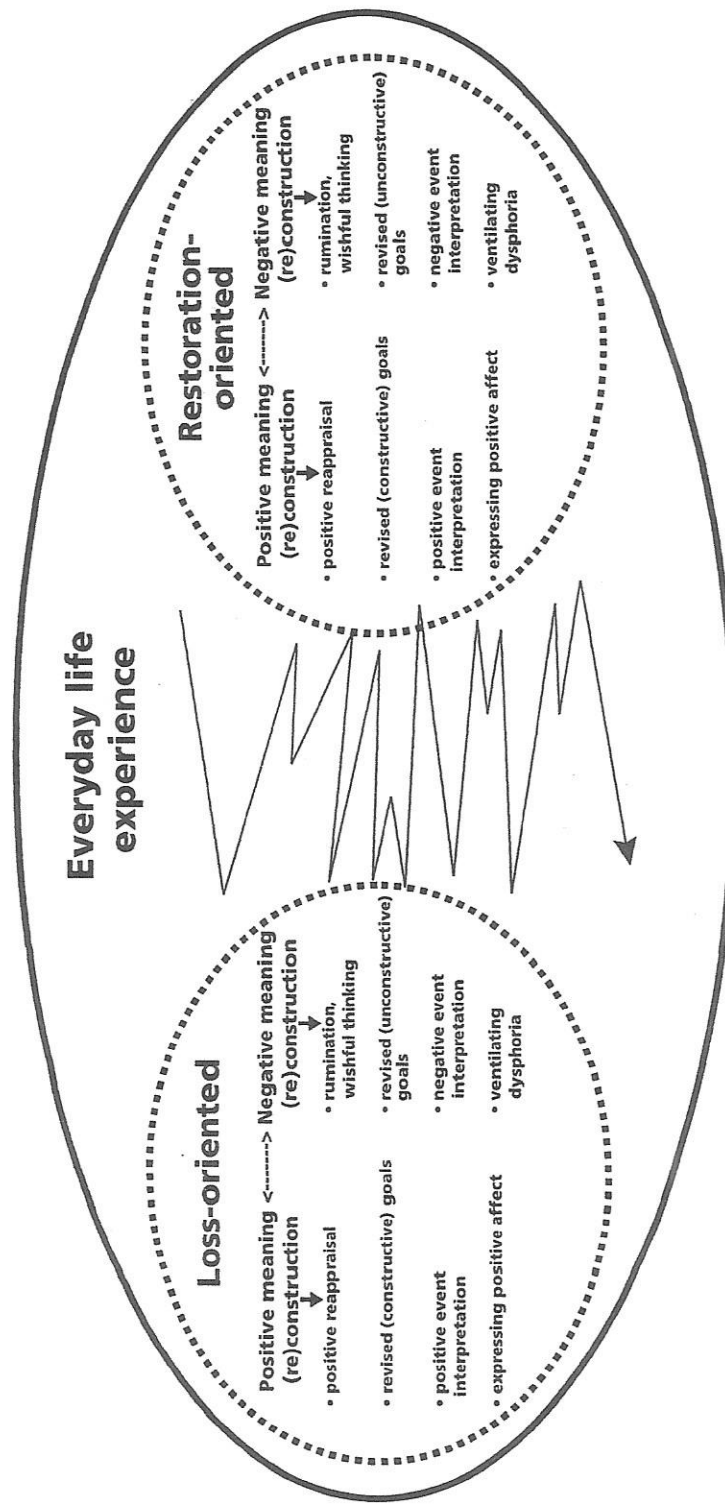 Everyday life
experience
Loss-oriented
Positive meaning <------> Negative meaning
(re)construction
(re)construction
• positive reappraisal
• revised (constructive) goals
• positive event
interpretation
• expressing positive affect
• rumination,
wishful thinking
• revised (unconstructive)
goals
• negative event
interpretation
• ventilating
dysphoria
Restoration-
oriented
Positive meaning <------> Negative meaning
(re)construction
(re)construction
• positive reappraisal
• revised (constructive) goals
• positive event
interpretation
• expressing positive affect
• rumination,
wishful thinking
• revised (unconstructive)
goals
• negative event
interpretation
• ventilating
dysphoria